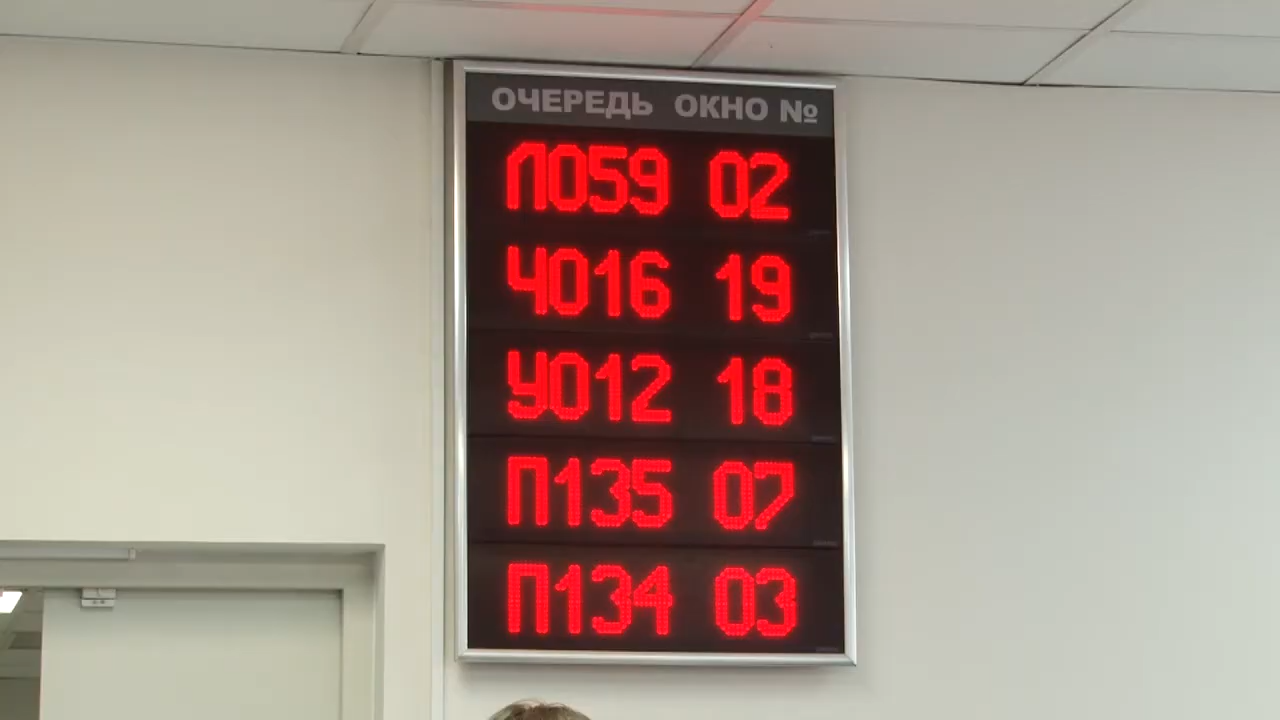 ОЧЕРЕДЬ ОКНО №
Л059 02
Ч016 19
У012 18
П135 07
П134 03